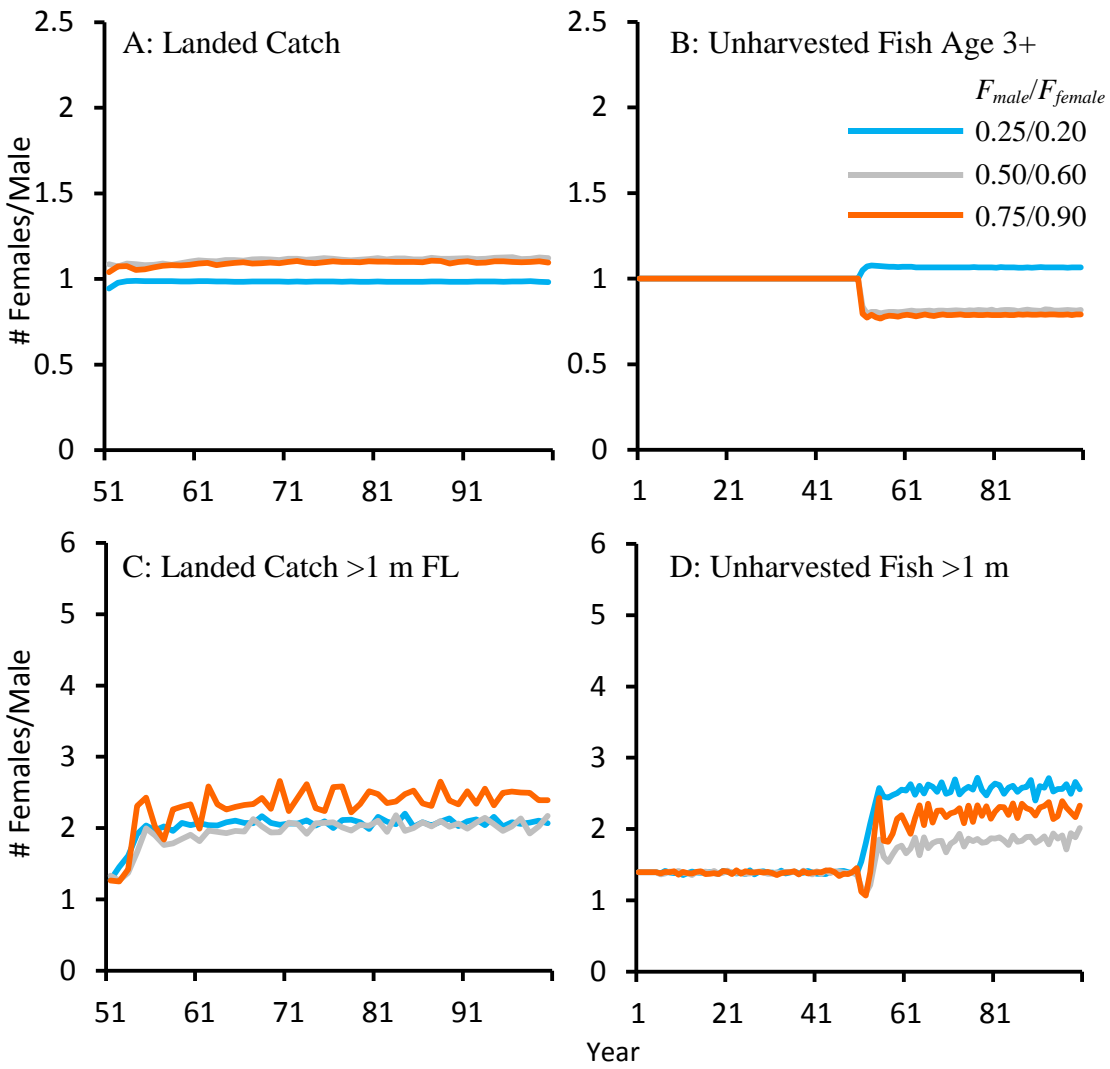 2.5
A: Landed Catch
2
1.5
1
0.5
0
# Females/Male
51 61 71 81 91
2.5
B: Unharvested Fish Age 3+
Fmale/Ffemale
0.25/0.20
0.50/0.60
0.75/0.90
2
1.5
1
0.5
0
1 21 41 61 81
6
C: Landed Catch >1 m FL
5
4
3
2
1
0
# Females/Male
51 61 71 81 91
6
D: Unharvested Fish >1 m
5
4
3
2
1
0
1 21 41 61 81
Year